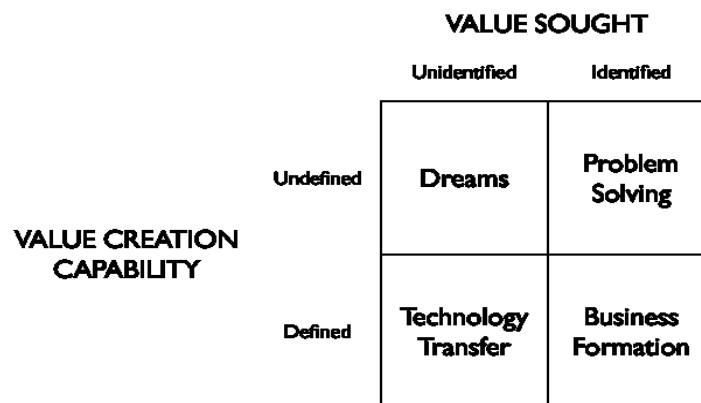 VALUE SOUGHT
Unidentified Identified
Undefined Dreams Problem
Solving
VALUE CREATION
CAPABILITY
Defined Technology Business
Transfer Formation